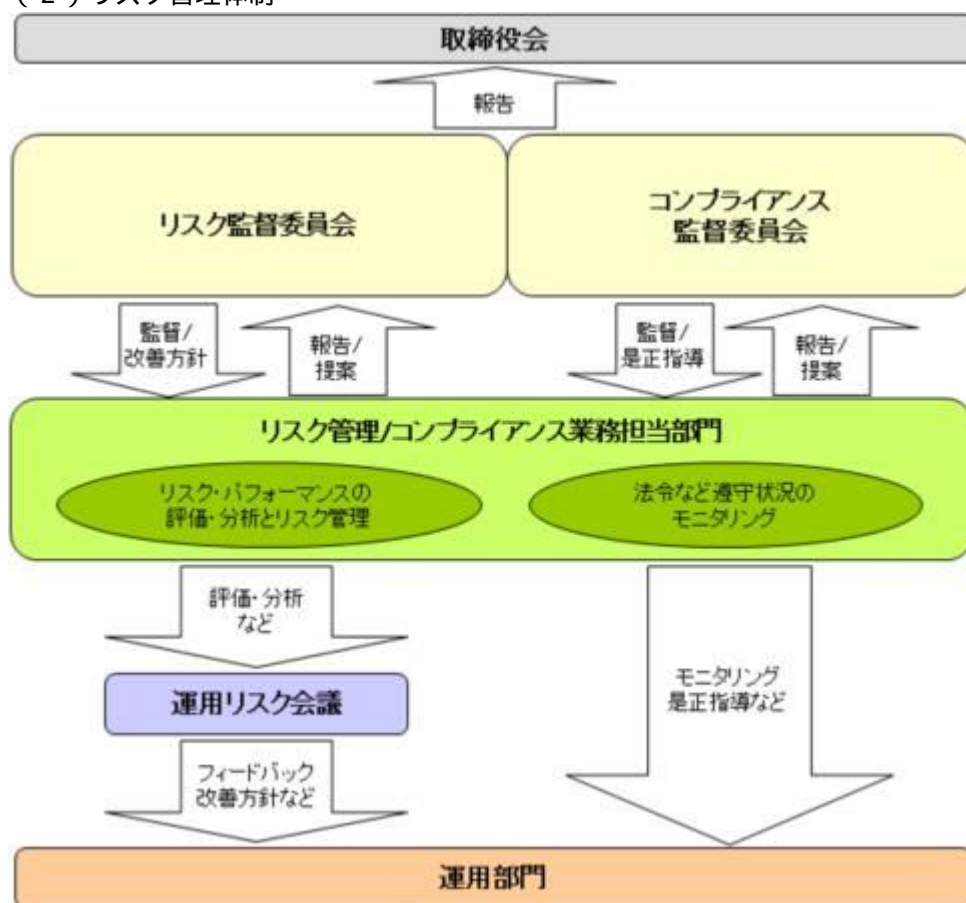 (２) リスク管理体制
取締役会
報告
リスク監督委員会
コンプライアンス
監督委員会
監督/
改善方針
報告/
提案
監督/
是正指導
報告/
提案
リスク管理/コンプライアンス業務担当部門
リスク・パフォーマンスの
評価・分析とリスク管理
法令など遵守状況の
モニタリング
評価・分析
など
運用リスク会議
モニタリング
是正指導など
フィードバック
改善方針など
運用部門